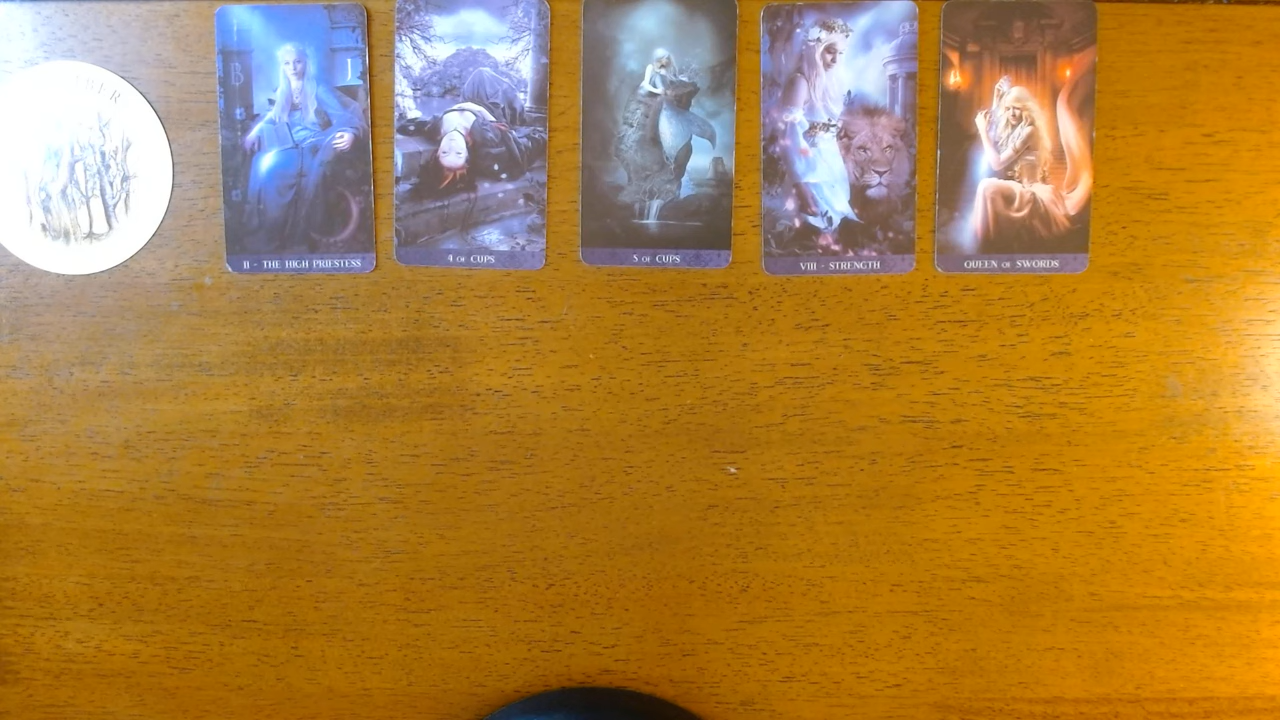 B
II - THE HIGH PRIESTESS
4 OF CUPS
5 OF CUPS
VIII - STRENGTH
QUEEN OF SWORDS